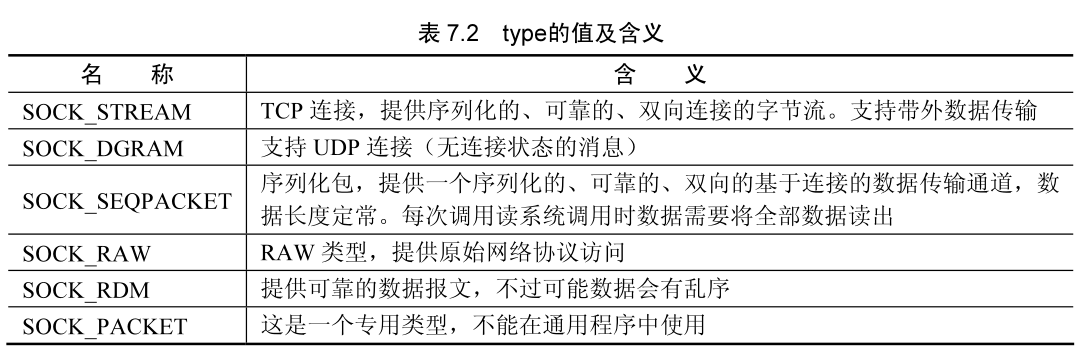 表 7.2 type的值及含义
名 称 含 义
SOCK_STREAM TCP 连接，提供序列化的、可靠的、双向连接的字节流。支持带外数据传输
SOCK_DGRAM 支持 UDP 连接（无连接状态的消息）
SOCK_SEQPACKET 序列化包，提供一个序列化的、可靠的、双向的基于连接的数据传输通道，数
据长度定常。每次调用读系统调用时数据需要将全部数据读出
SOCK_RAW RAW 类型，提供原始网络协议访问
SOCK_RDM 提供可靠的数据报文，不过可能数据会有乱序
SOCK_PACKET 这是一个专用类型，不能在通用程序中使用